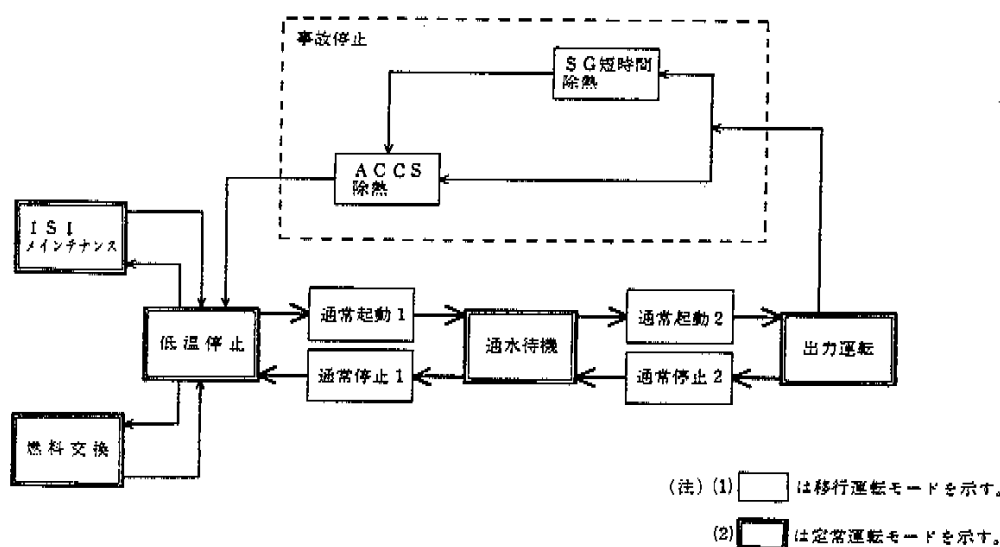 事故停止
SG短時間
除熱
ACCS
除熱
ISI
メインテナンス
通常起動1
通常起動2
低温停止
通水待機
出力運転
通常停止1
通常停止2
燃料交換
(注) (1) は移行運転モードを示す。
(2) は定常運転モードを示す。